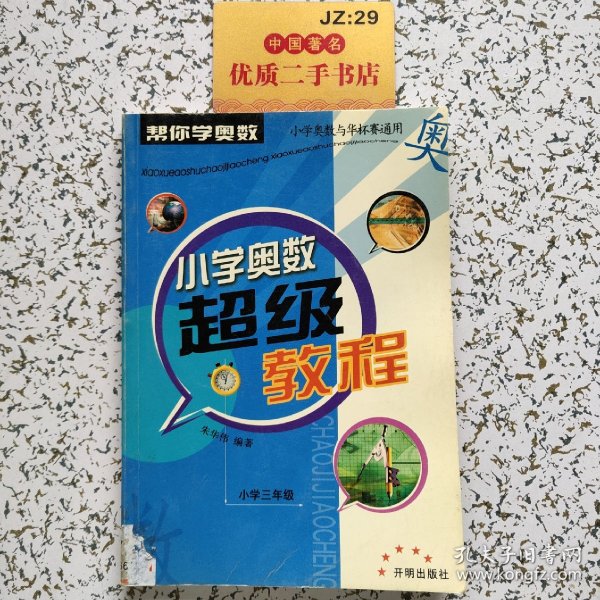 JZ:29
中国著名
优质二手书店
帮你学奥数
小学奥数与华杯赛通用
奥
xiaoxueaoshuchaojijiaocheng xiaoxueaoshuchaojijiaocheng
小学奥数
超级
教程
朱华伟 编著
CHAOJIJIAOCHENG
小学三年级
数
开明出版社
孔夫子旧书网
www.kongfz.com